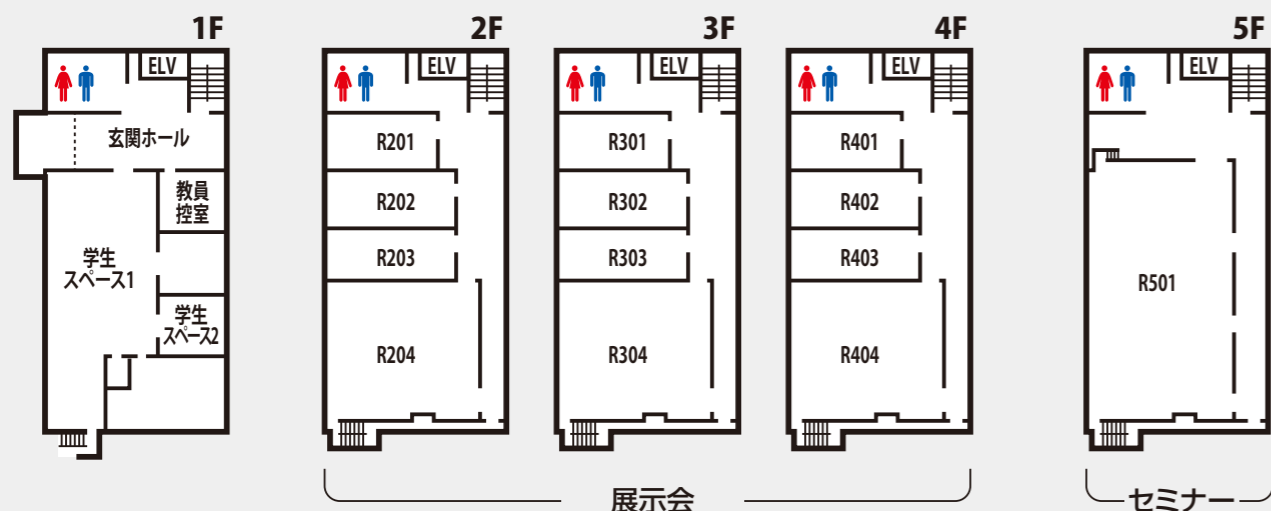 1F
ELV
玄関ホール
教員
控室
学生
スペース1
学生
スペース2
2F
ELV
R201
R202
R203
R204
3F
ELV
R301
R302
R303
R304
4F
ELV
R401
R402
R403
R404
展示会
5F
ELV
R501
セミナー